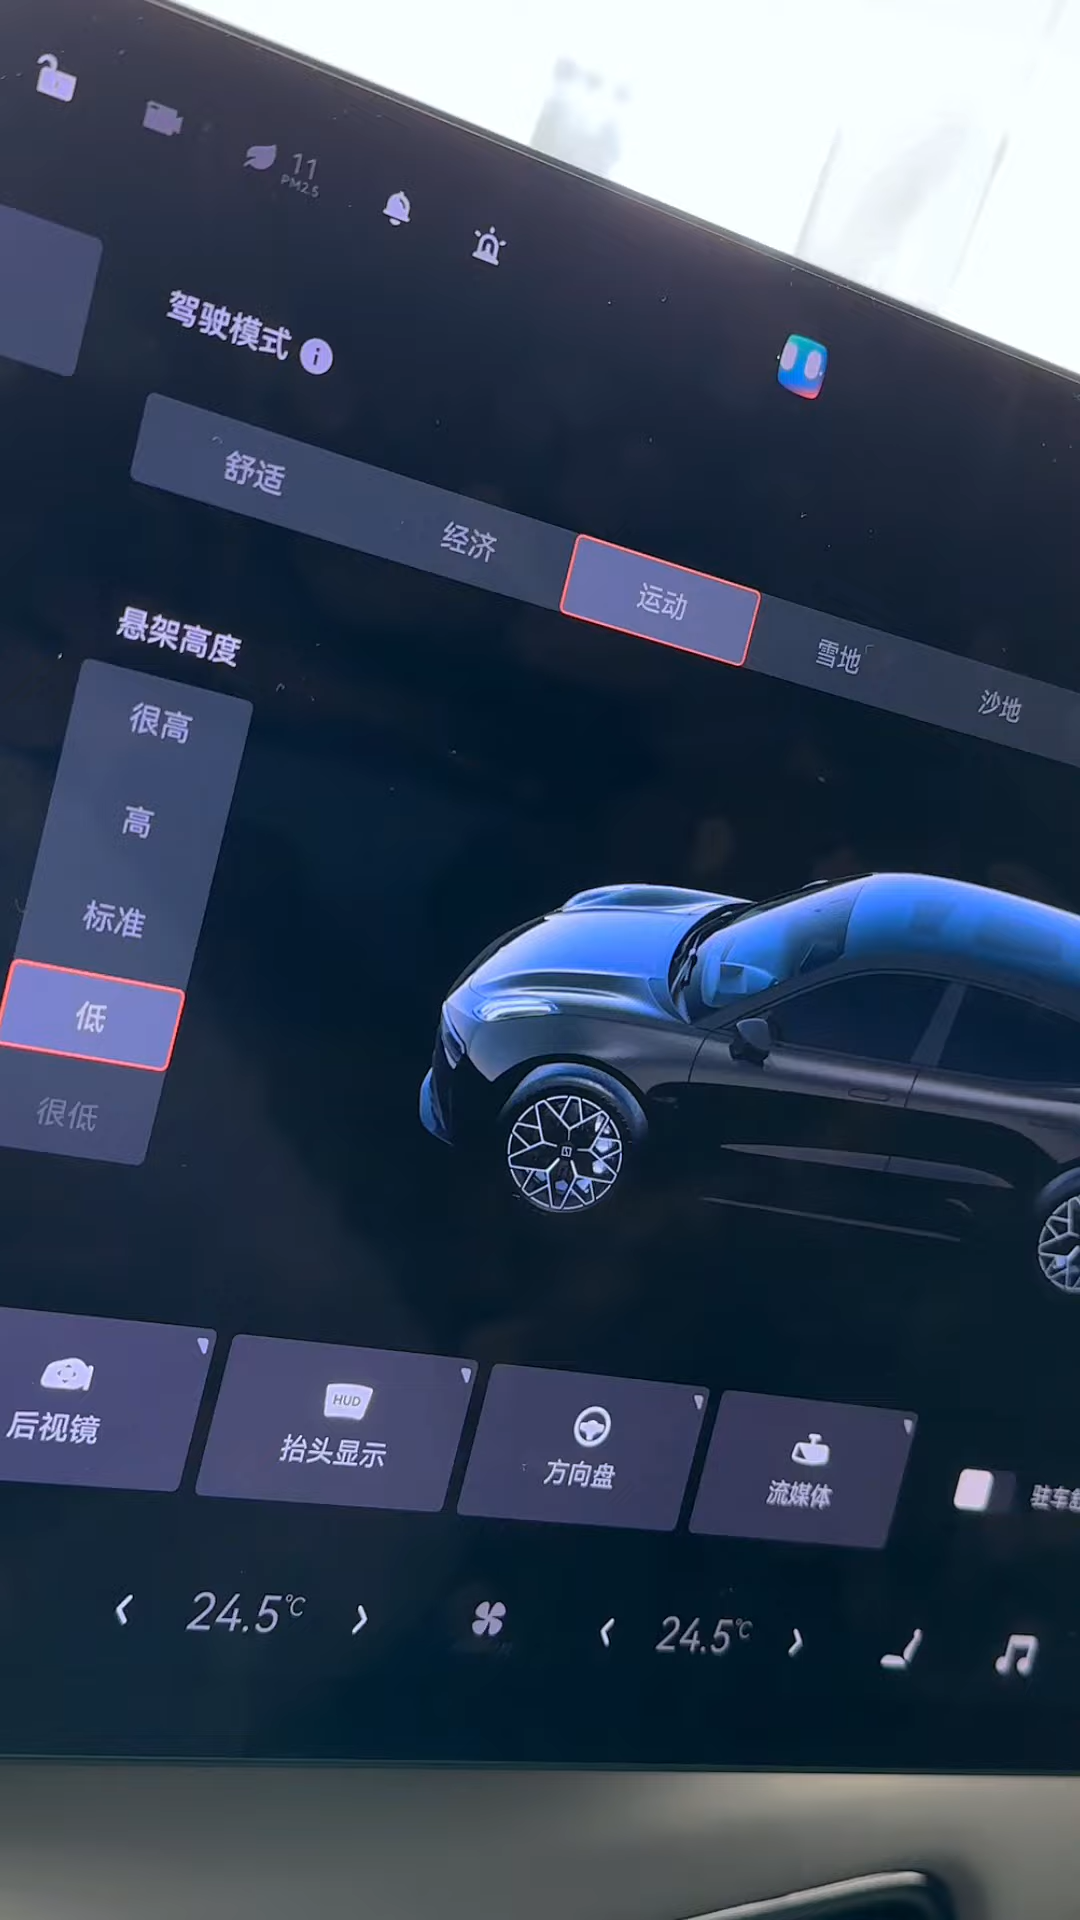 11
PM2.5
驾驶模式
舒适
经济
运动
雪地
沙地
悬架高度
很高
高
标准
低
很低
后视镜
HUD
抬头显示
方向盘
流媒体
驻车
24.5℃
24.5℃